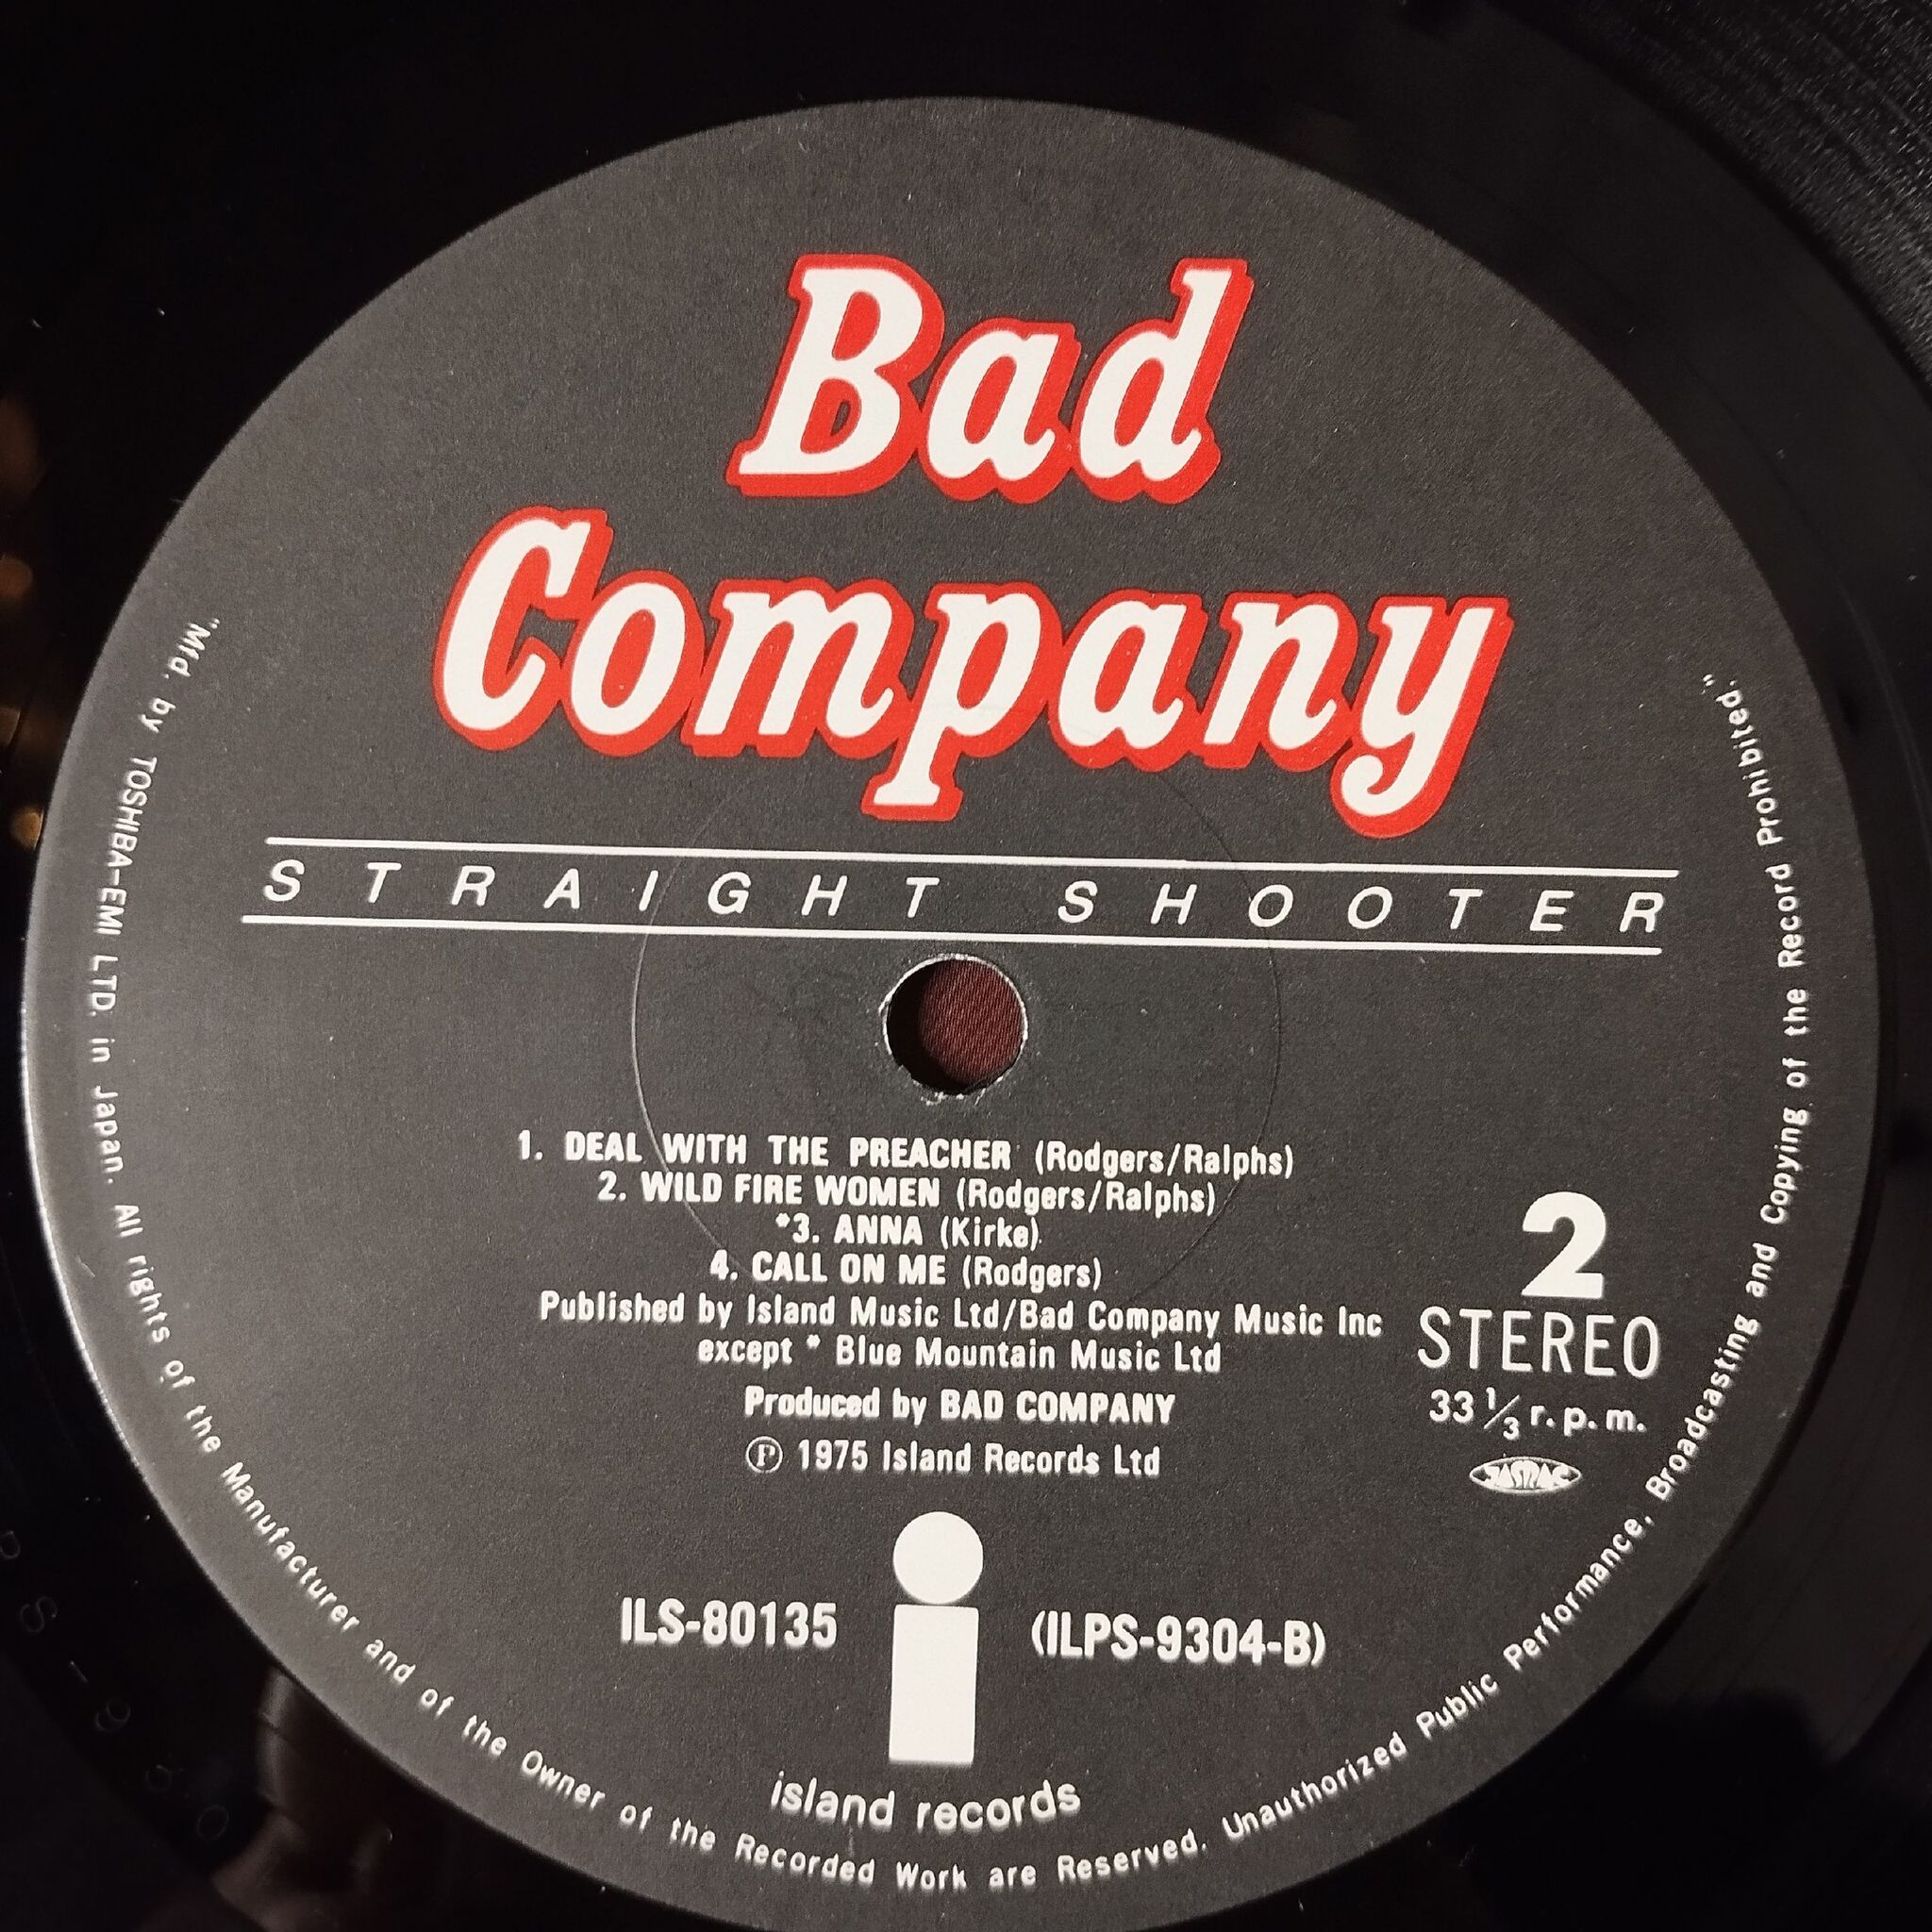 Bad
Company
STRAIGHT SHOOTER
1. DEAL WITH THE PREACHER (Rodgers/Ralphs)
2. WILD FIRE WOMEN (Rodgers/Ralphs)
*3. ANNA (Kirke)
4. CALL ON ME (Rodgers)
Published by Island Music Ltd/Bad Company Music Inc
except * Blue Mountain Music Ltd
Produced by BAD COMPANY
Ⓟ 1975 Island Records Ltd
2
STEREO
33 1/3 r.p.m.
JASRAC
ILS-80135
(ILPS-9304-B)
island records
"Mfd. by TOSHIBA-EMI LTD. in Japan. All rights of the Manufacturer and of the Owner of the Recorded Work are Reserved. Unauthorized Public Performance, Broadcasting and Copying of the Record Prohibited."